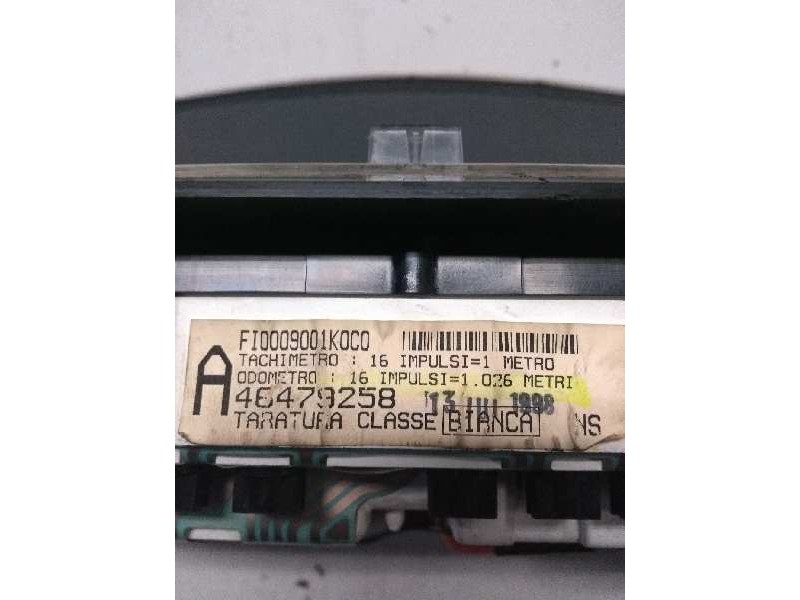 FI0009001K0C0
TACHIMETRO : 16 IMPULSI=1 METRO
ODOMETRO : 16 IMPULSI=1.026 METRI
A 46479258 13 1998
TARATURA CLASSE BIANCA NS